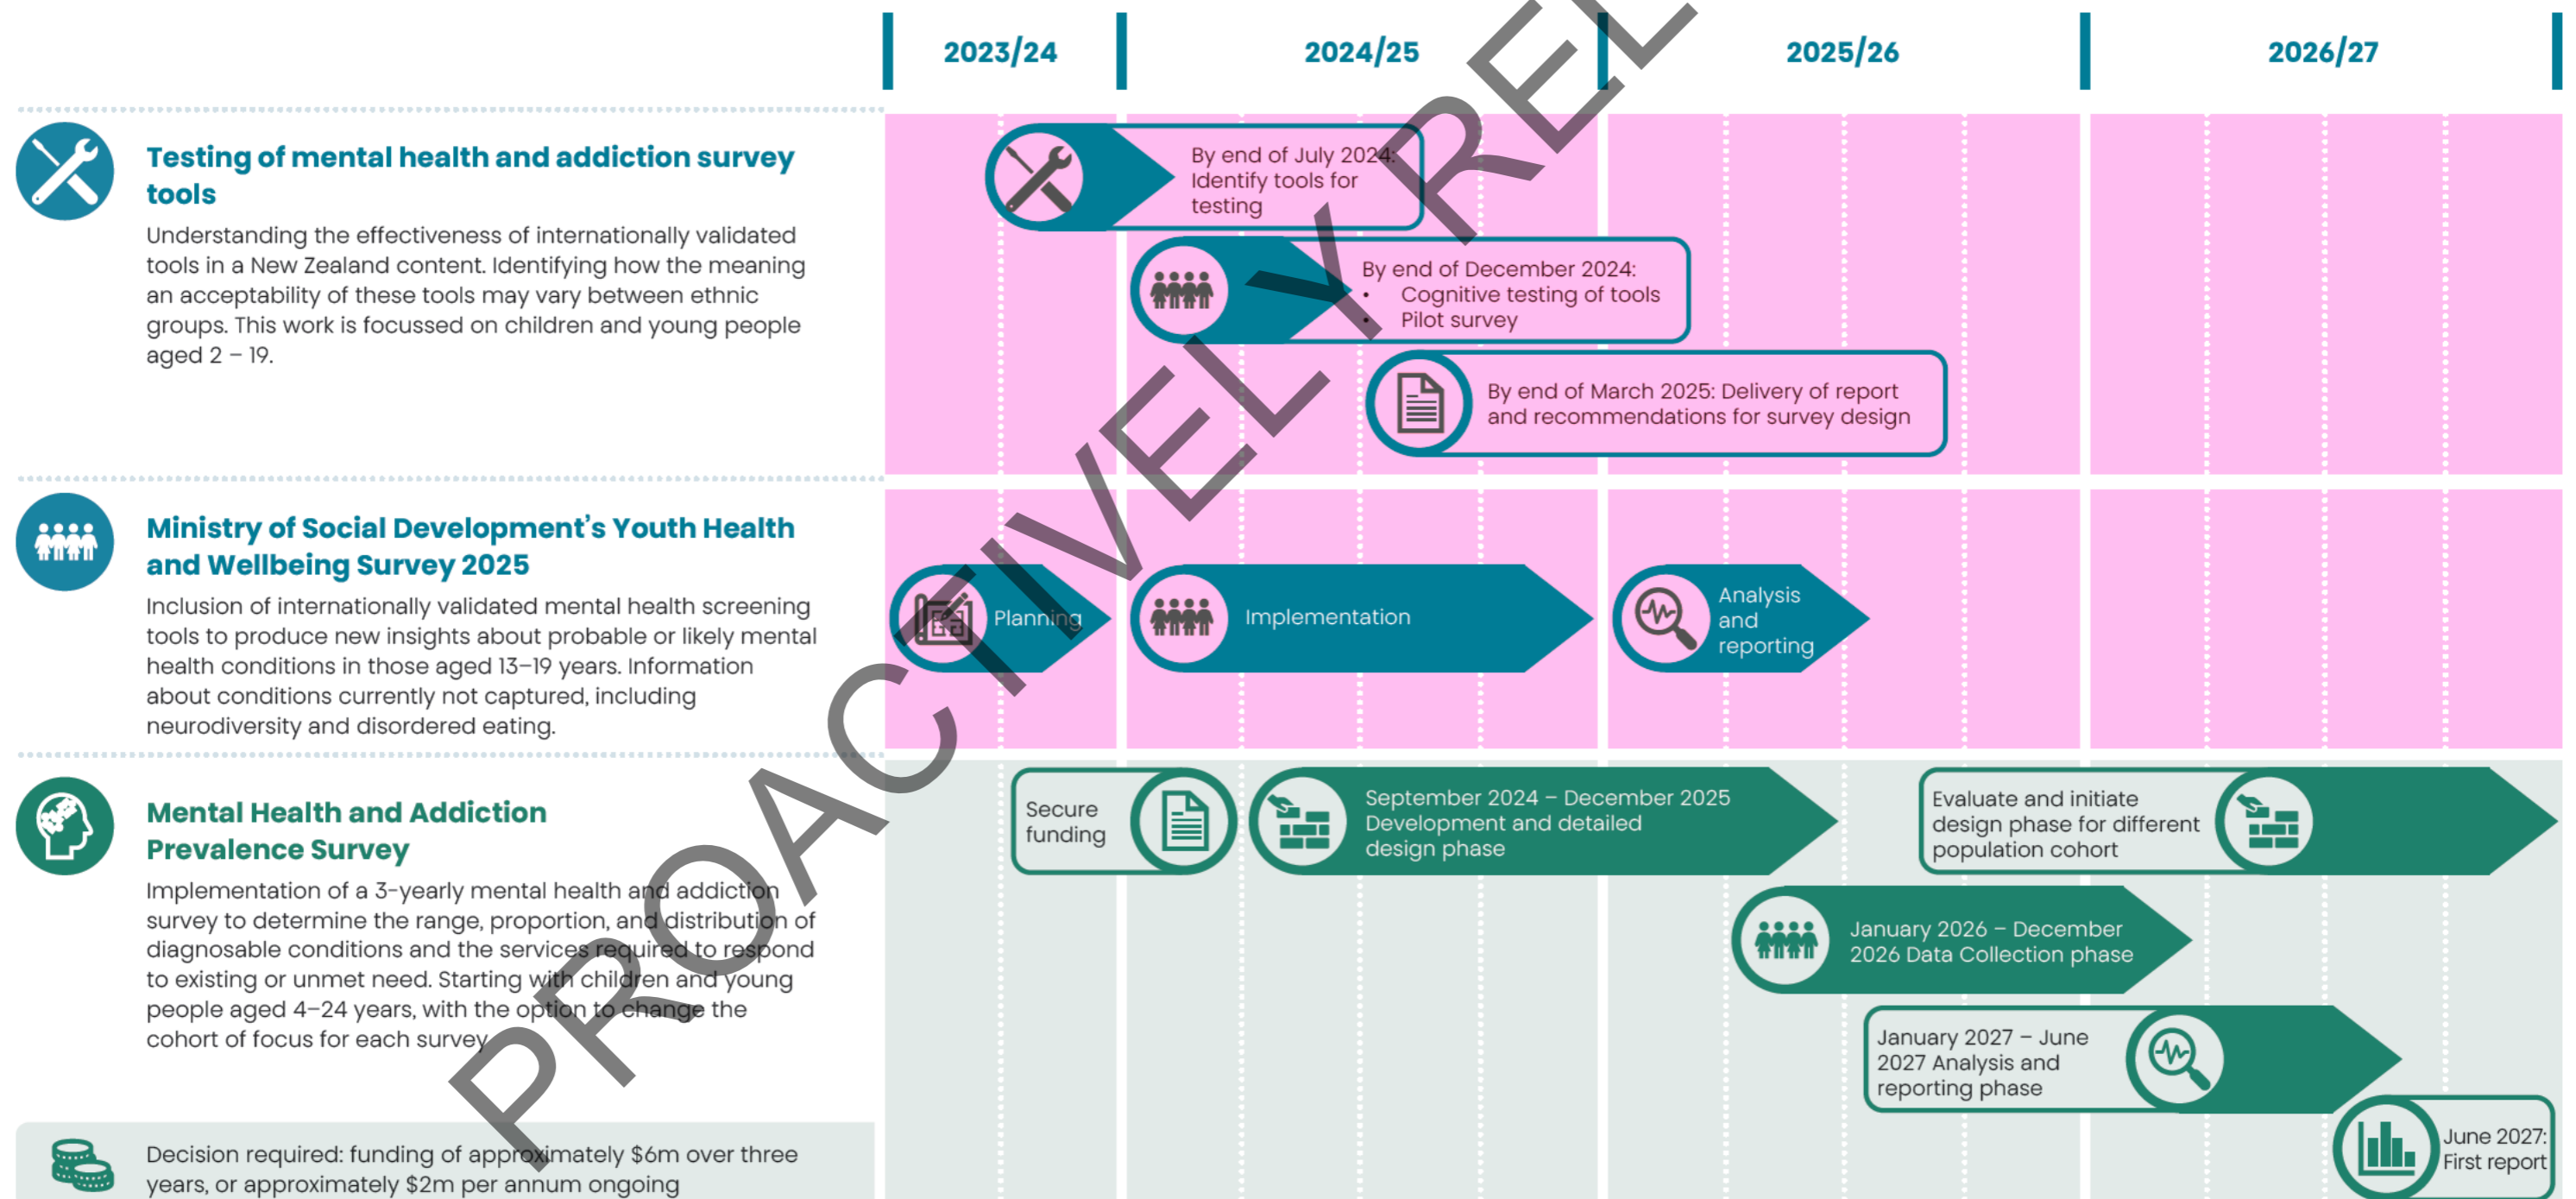 2023/24
2024/25
2025/26
2026/27
Testing of mental health and addiction survey
tools
Understanding the effectiveness of internationally validated
tools in a New Zealand content. Identifying how the meaning
an acceptability of these tools may vary between ethnic
groups. This work is focussed on children and young people
aged 2 – 19.
By end of July 2024:
Identify tools for
testing
By end of December 2024:
• Cognitive testing of tools
• Pilot survey
By end of March 2025: Delivery of report
and recommendations for survey design
Ministry of Social Development's Youth Health
and Wellbeing Survey 2025
Inclusion of internationally validated mental health screening
tools to produce new insights about probable or likely mental
health conditions in those aged 13–19 years. Information
about conditions currently not captured, including
neurodiversity and disordered eating.
Planning
Implementation
Analysis
and
reporting
Mental Health and Addiction
Prevalence Survey
Implementation of a 3-yearly mental health and addiction
survey to determine the range, proportion, and distribution of
diagnosable conditions and the services required to respond
to existing or unmet need. Starting with children and young
people aged 4–24 years, with the option to change the
cohort of focus for each survey
Secure
funding
September 2024 – December 2025
Development and detailed
design phase
Evaluate and initiate
design phase for different
population cohort
January 2026 – December
2026 Data Collection phase
January 2027 – June
2027 Analysis and
reporting phase
June 2027:
First report
Decision required: funding of approximately $6m over three
years, or approximately $2m per annum ongoing
PROACTIVELY REL